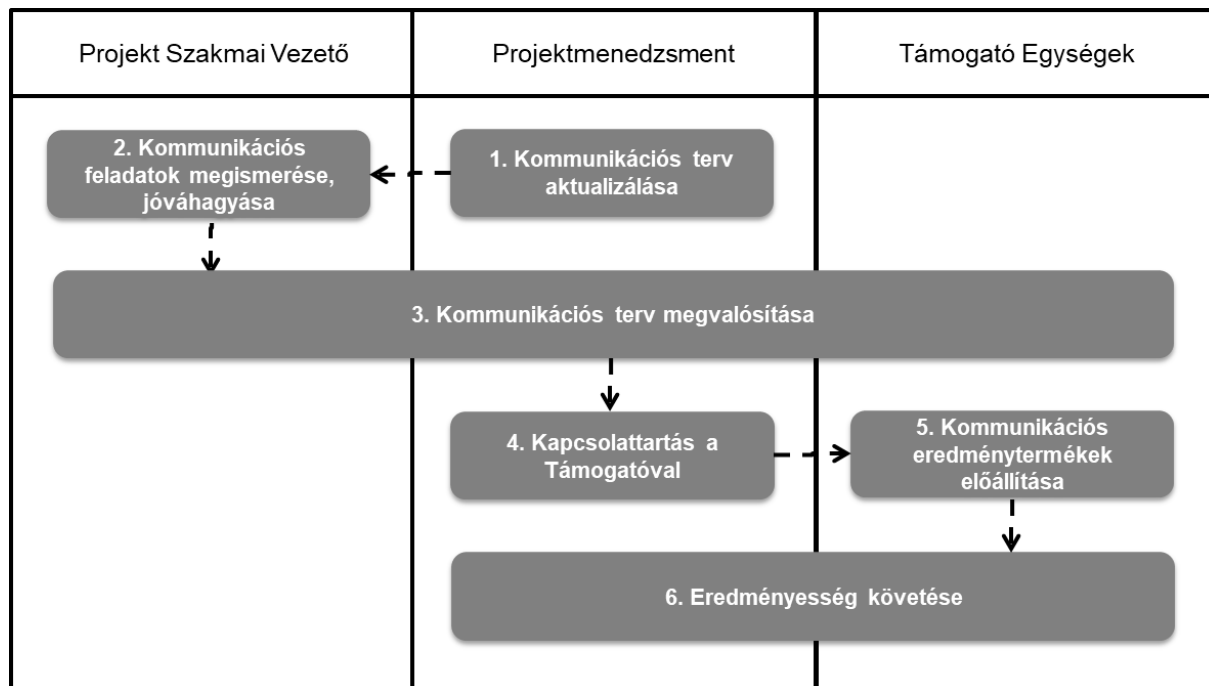 Projekt Szakmai Vezető
Projektmenedzsment
Támogató Egységek
2. Kommunikációs
feladatok megismerése,
jóváhagyása
1. Kommunikációs terv
aktualizálása
3. Kommunikációs terv megvalósítása
4. Kapcsolattartás a
Támogatóval
5. Kommunikációs
eredménytermékek
előállítása
6. Eredményesség követése